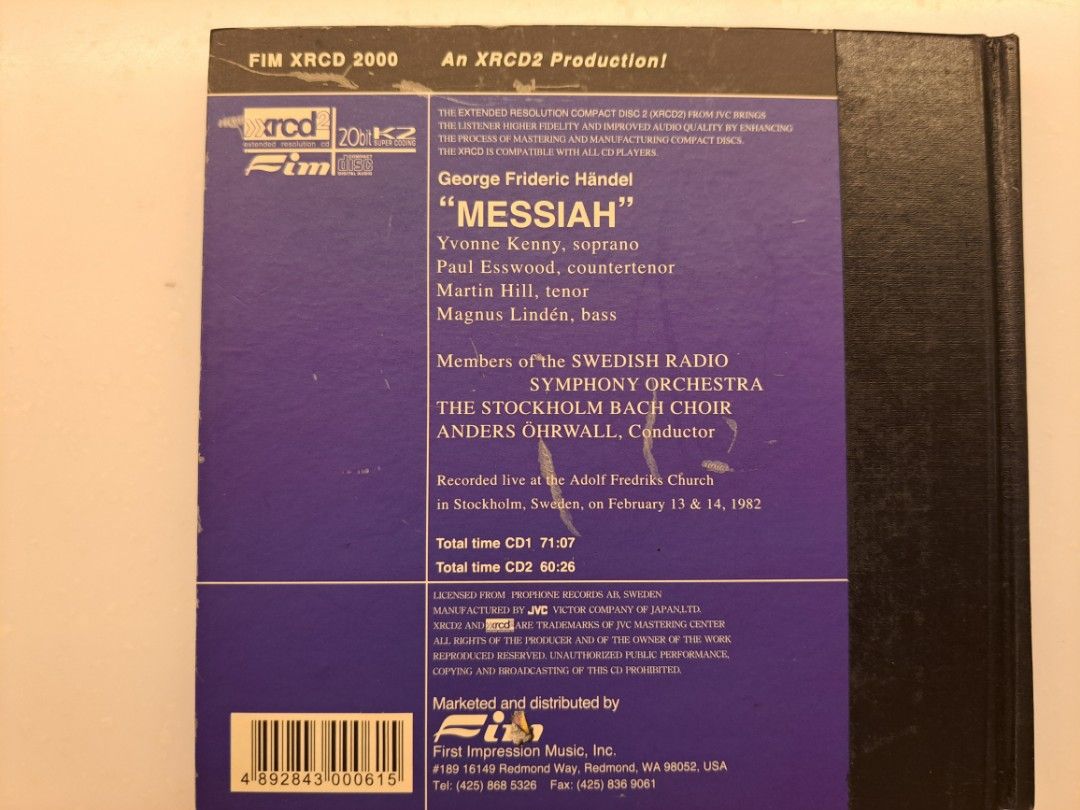 FIM XRCD 2000 An XRCD2 Production!
xrcd2
extended resolution cd
20bit K2
SUPER CODING
Fim
COMPACT
disc
DIGITAL AUDIO
THE EXTENDED RESOLUTION COMPACT DISC 2 (XRCD2) FROM JVC BRINGS
THE LISTENER HIGHER FIDELITY AND IMPROVED AUDIO QUALITY BY ENHANCING
THE PROCESS OF MASTERING AND MANUFACTURING COMPACT DISCS.
THE XRCD IS COMPATIBLE WITH ALL CD PLAYERS.
George Frideric Händel
“MESSIAH”
Yvonne Kenny, soprano
Paul Esswood, countertenor
Martin Hill, tenor
Magnus Lindén, bass
Members of the SWEDISH RADIO
SYMPHONY ORCHESTRA
THE STOCKHOLM BACH CHOIR
ANDERS ÖHRWALL, Conductor
Recorded live at the Adolf Fredriks Church
in Stockholm, Sweden, on February 13 & 14, 1982
Total time CD1 71:07
Total time CD2 60:26
LICENSED FROM PROPHONE RECORDS AB, SWEDEN
MANUFACTURED BY JVC VICTOR COMPANY OF JAPAN,LTD.
XRCD2 AND xrcd2 ARE TRADEMARKS OF JVC MASTERING CENTER
ALL RIGHTS OF THE PRODUCER AND OF THE OWNER OF THE WORK
REPRODUCED RESERVED. UNAUTHORIZED PUBLIC PERFORMANCE,
COPYING AND BROADCASTING OF THIS CD PROHIBITED.
Marketed and distributed by
Fim
First Impression Music, Inc.
#189 16149 Redmond Way, Redmond, WA 98052, USA
Tel: (425) 868 5326 Fax: (425) 836 9061
4 892843 000615